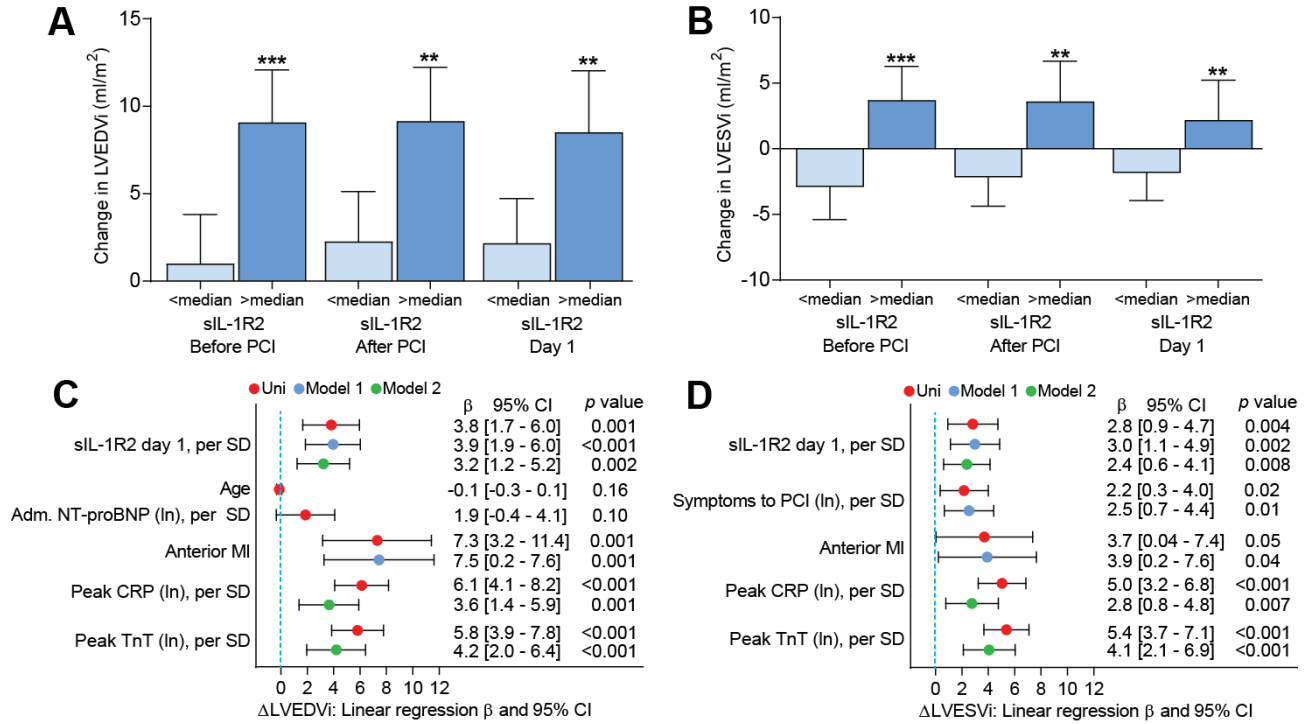 A
Change in LVEDVi (ml/m²)
15
10
5
0
***
**
**
<median >median <median >median <median >median
sIL-1R2 sIL-1R2 sIL-1R2
Before PCI After PCI Day 1
B
Change in LVESVi (ml/m²)
10
5
0
-5
-10
***
**
**
<median >median <median >median <median >median
sIL-1R2 sIL-1R2 sIL-1R2
Before PCI After PCI Day 1
C
Uni Model 1 Model 2
β 95% CI p value
sIL-1R2 day 1, per SD
3.8 [1.7 - 6.0] 0.001
3.9 [1.9 - 6.0] <0.001
3.2 [1.2 - 5.2] 0.002
Age -0.1 [-0.3 - 0.1] 0.16
Adm. NT-proBNP (ln), per SD 1.9 [-0.4 - 4.1] 0.10
Anterior MI
7.3 [3.2 - 11.4] 0.001
7.5 [0.2 - 7.6] 0.001
Peak CRP (ln), per SD
6.1 [4.1 - 8.2] <0.001
3.6 [1.4 - 5.9] 0.001
Peak TnT (ln), per SD
5.8 [3.9 - 7.8] <0.001
4.2 [2.0 - 6.4] <0.001
0 2 4 6 8 10 12
ΔLVEDVi: Linear regression β and 95% CI
D
Uni Model 1 Model 2
β 95% CI p value
sIL-1R2 day 1, per SD
2.8 [0.9 - 4.7] 0.004
3.0 [1.1 - 4.9] 0.002
2.4 [0.6 - 4.1] 0.008
Symptoms to PCI (ln), per SD
2.2 [0.3 - 4.0] 0.02
2.5 [0.7 - 4.4] 0.01
Anterior MI
3.7 [0.04 - 7.4] 0.05
3.9 [0.2 - 7.6] 0.04
Peak CRP (ln), per SD
5.0 [3.2 - 6.8] <0.001
2.8 [0.8 - 4.8] 0.007
Peak TnT (ln), per SD
5.4 [3.7 - 7.1] <0.001
4.1 [2.1 - 6.9] <0.001
0 2 4 6 8 10 12
ΔLVESVi: Linear regression β and 95% CI